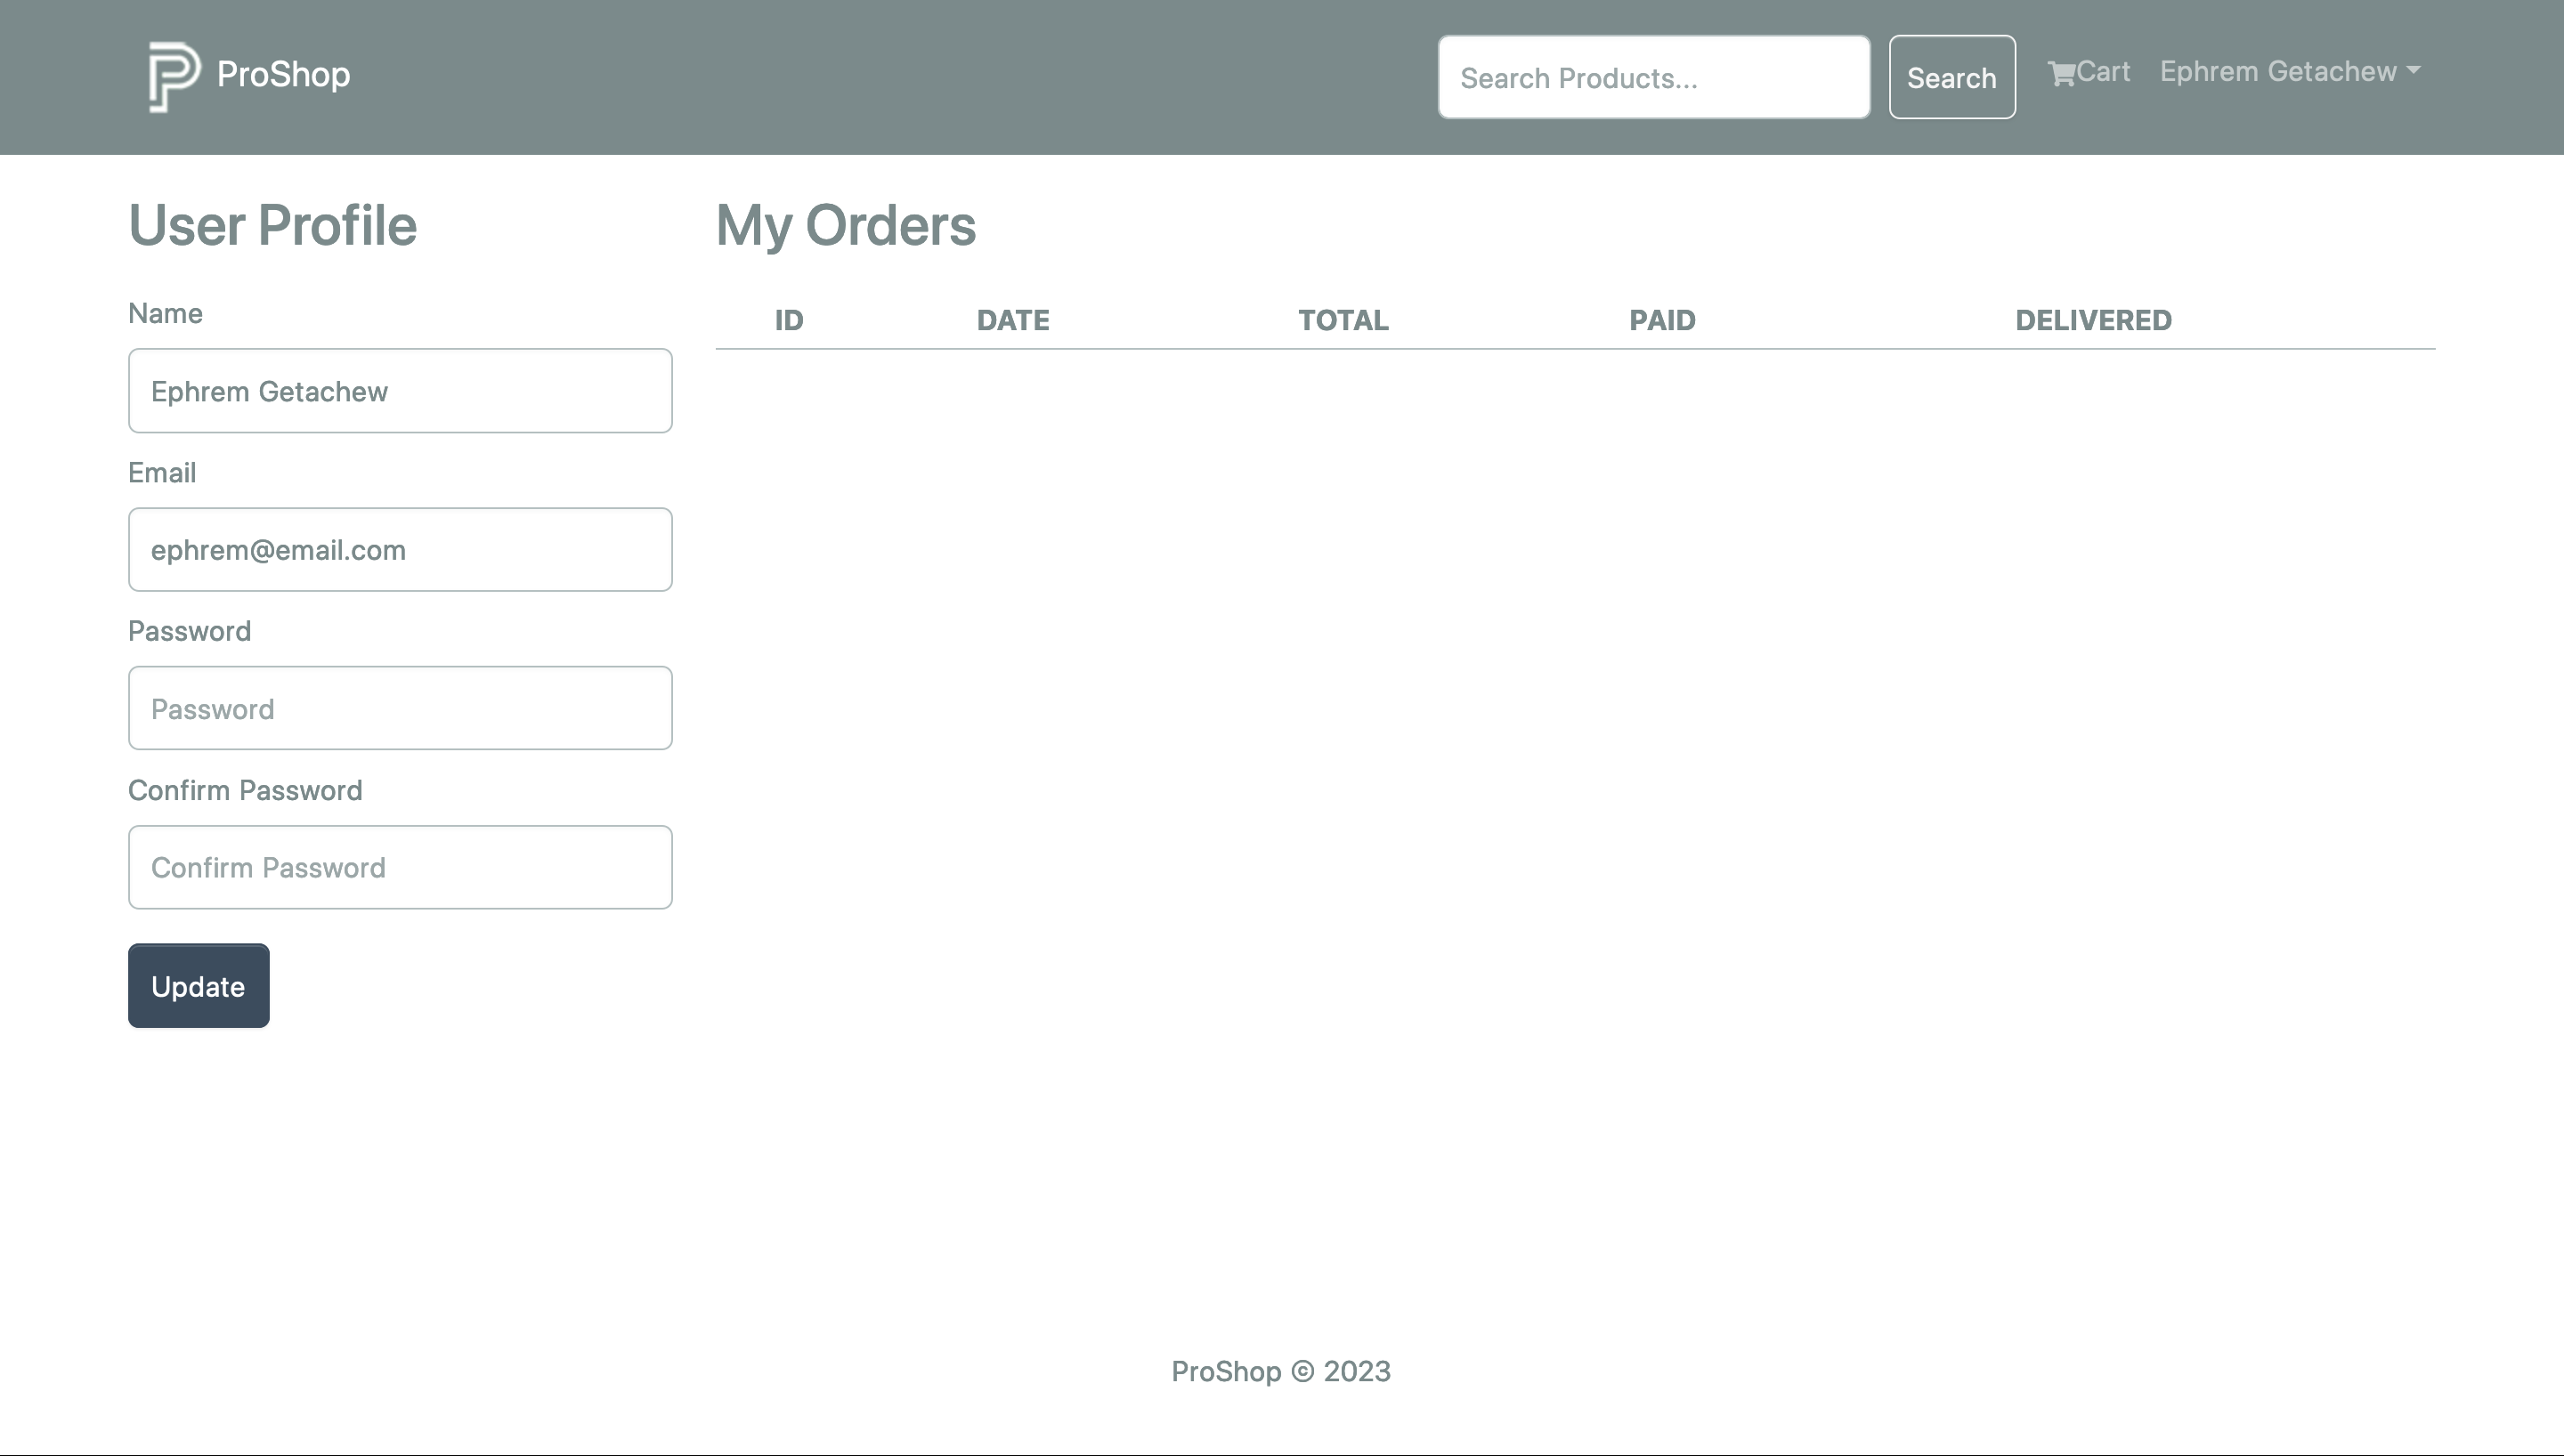 ProShop
Search Products...
Search
Cart
Ephrem Getachew
User Profile
Name
Ephrem Getachew
Email
ephrem@email.com
Password
Password
Confirm Password
Confirm Password
Update
My Orders
ID DATE TOTAL PAID DELIVERED
ProShop © 2023